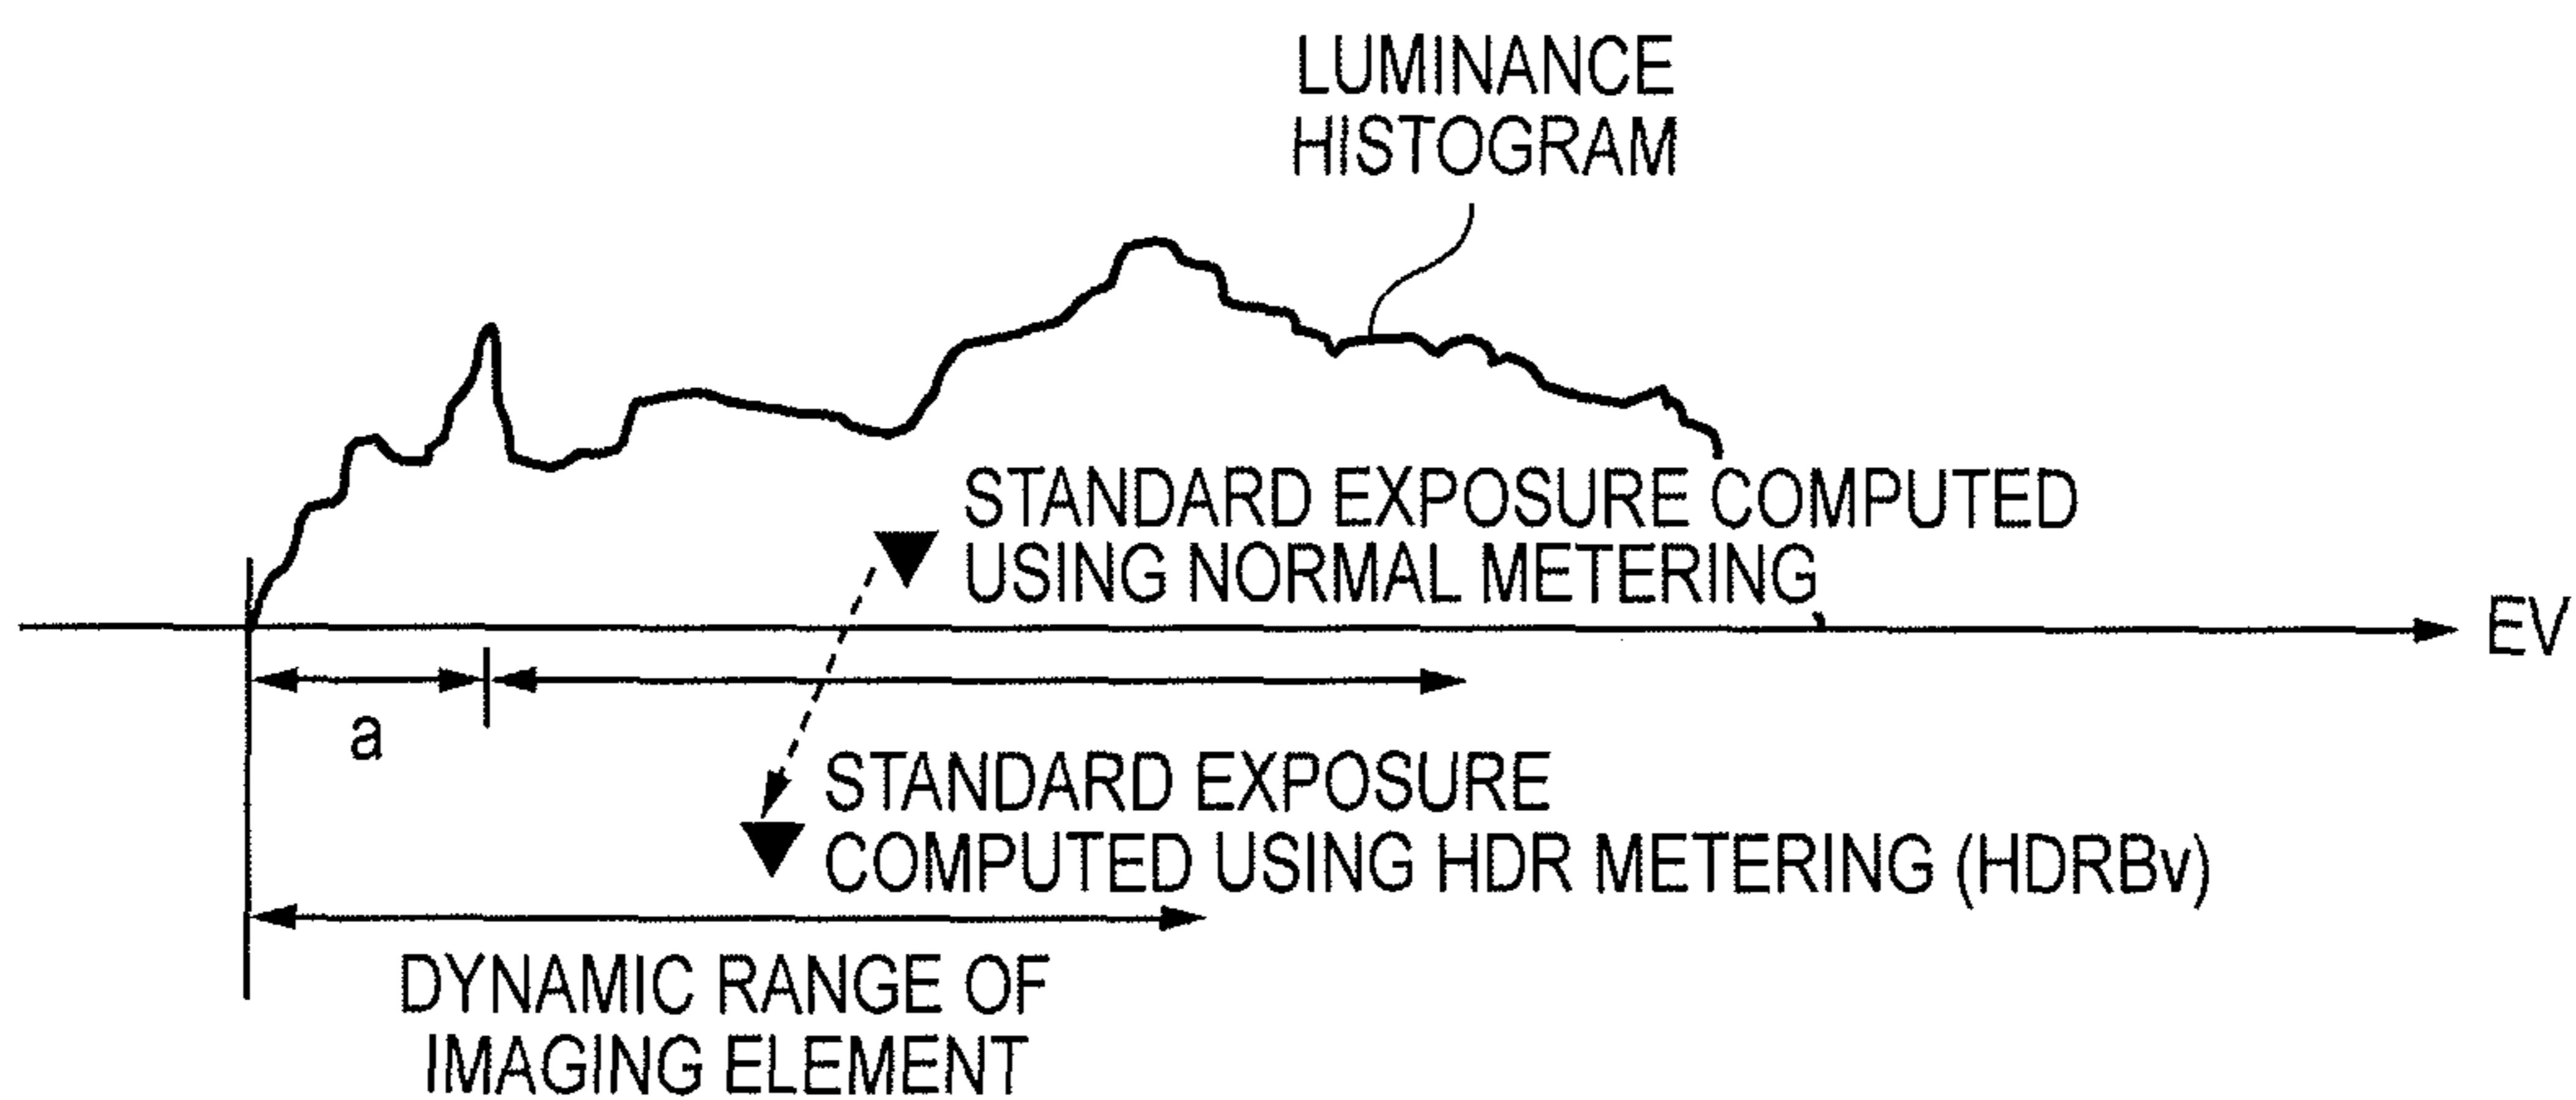 LUMINANCE
HISTOGRAM
STANDARD EXPOSURE COMPUTED
USING NORMAL METERING
EV
a
STANDARD EXPOSURE
COMPUTED USING HDR METERING (HDRBv)
DYNAMIC RANGE OF
IMAGING ELEMENT